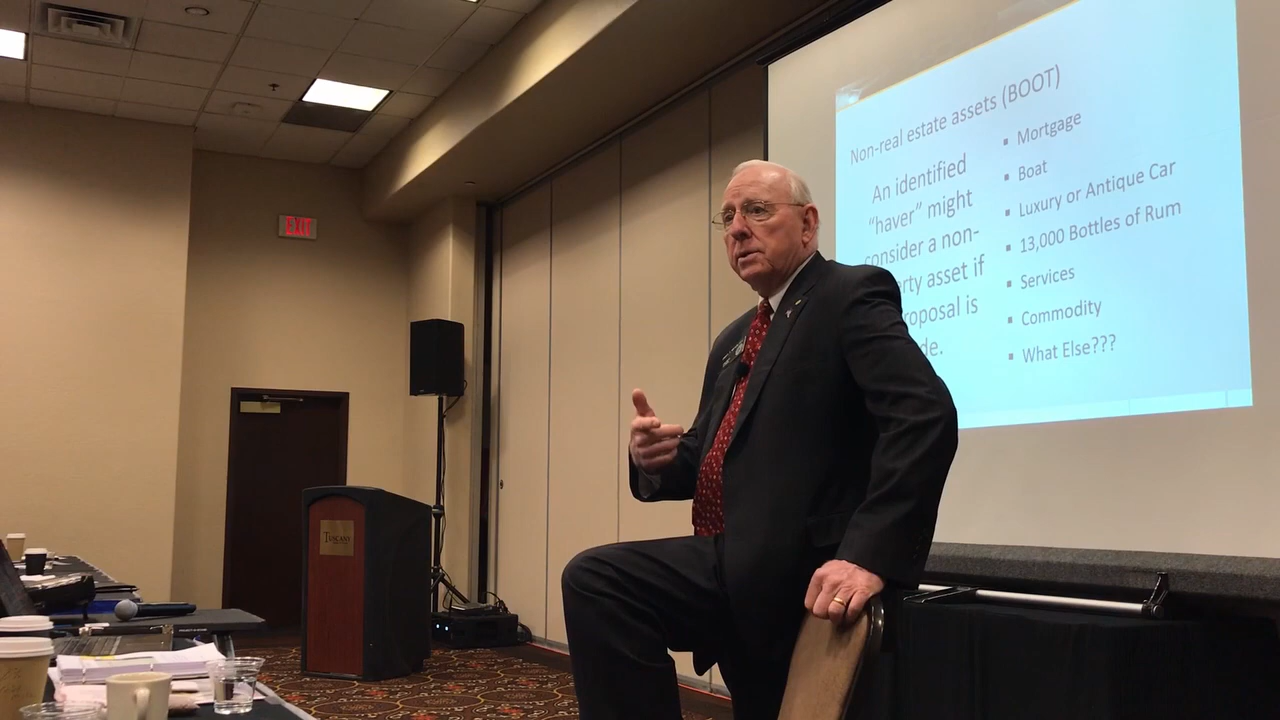 EXIT
TUSCANY
Non-real estate assets (BOOT)
An identified
"haver" might
consider a non-
erty asset if
roposal is
de.
▪ Mortgage
▪ Boat
▪ Luxury or Antique Car
▪ 13,000 Bottles of Rum
▪ Services
▪ Commodity
▪ What Else???